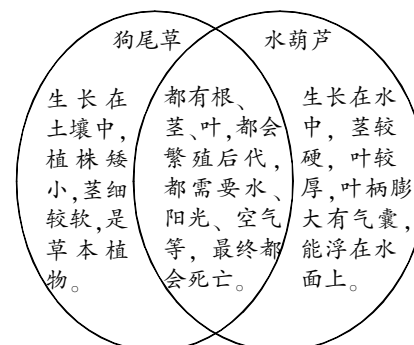 狗尾草
水葫芦
生长在
土壤中,
植株矮
小,茎细
较软,是
草本植
物。
都有根、
茎、叶,都会
繁殖后代,
都需要水、
阳光、空气
等，最终都
会死亡。
生长在水
中，茎较
硬，叶较
厚,叶柄膨
大有气囊,
能浮在水
面上。